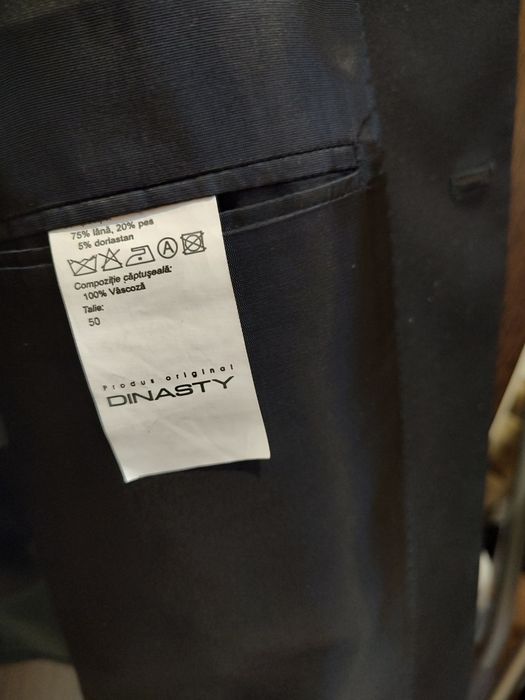 75% lână, 20% pes
5% dorlastan
A
Compoziție căptușeală:
100% Vâscoză
Talie:
50
Produs original
DINASTY